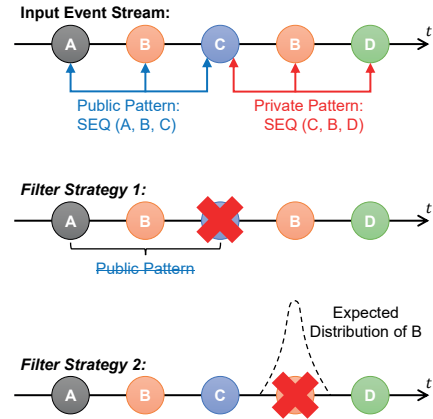 Input Event Stream:
t
A B C B D
Public Pattern: Private Pattern:
SEQ (A, B, C) SEQ (C, B, D)
Filter Strategy 1:
t
A B B D
Public Pattern
Expected
Distribution of B
Filter Strategy 2:
t
A B C D